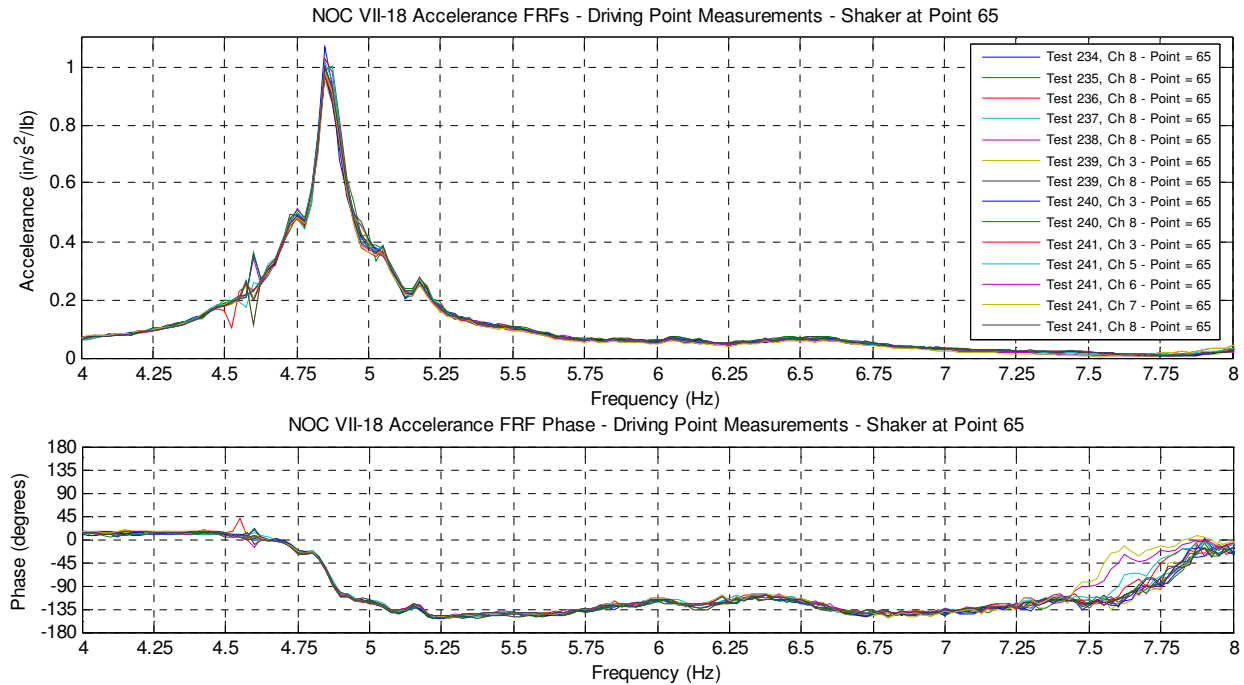 NOC VII-18 Accelerance FRFs - Driving Point Measurements - Shaker at Point 65
Accelerance (in/s²/lb)
1
0.8
0.6
0.4
0.2
0
Test 234, Ch 8 - Point = 65
Test 235, Ch 8 - Point = 65
Test 236, Ch 8 - Point = 65
Test 237, Ch 8 - Point = 65
Test 238, Ch 8 - Point = 65
Test 239, Ch 3 - Point = 65
Test 239, Ch 8 - Point = 65
Test 240, Ch 3 - Point = 65
Test 240, Ch 8 - Point = 65
Test 241, Ch 3 - Point = 65
Test 241, Ch 5 - Point = 65
Test 241, Ch 6 - Point = 65
Test 241, Ch 7 - Point = 65
Test 241, Ch 8 - Point = 65
4 4.25 4.5 4.75 5 5.25 5.5 5.75 6 6.25 6.5 6.75 7 7.25 7.5 7.75 8
Frequency (Hz)
NOC VII-18 Accelerance FRF Phase - Driving Point Measurements - Shaker at Point 65
Phase (degrees)
180
135
90
45
0
-45
-90
-135
-180
4 4.25 4.5 4.75 5 5.25 5.5 5.75 6 6.25 6.5 6.75 7 7.25 7.5 7.75 8
Frequency (Hz)